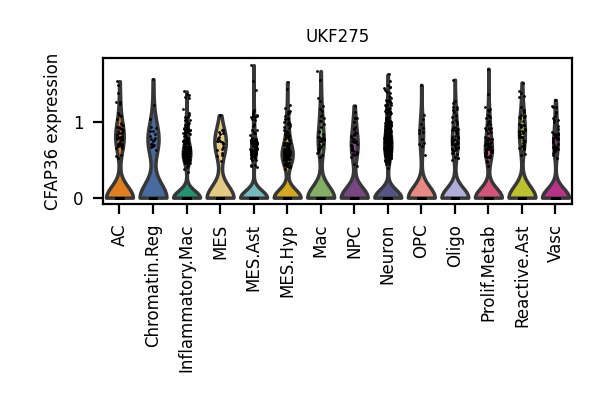 UKF275
CFAP36 expression
1
0
AC
Chromatin.Reg
Inflammatory.Mac
MES
MES.Ast
MES.Hyp
Mac
NPC
Neuron
OPC
Oligo
Prolif.Metab
Reactive.Ast
Vasc